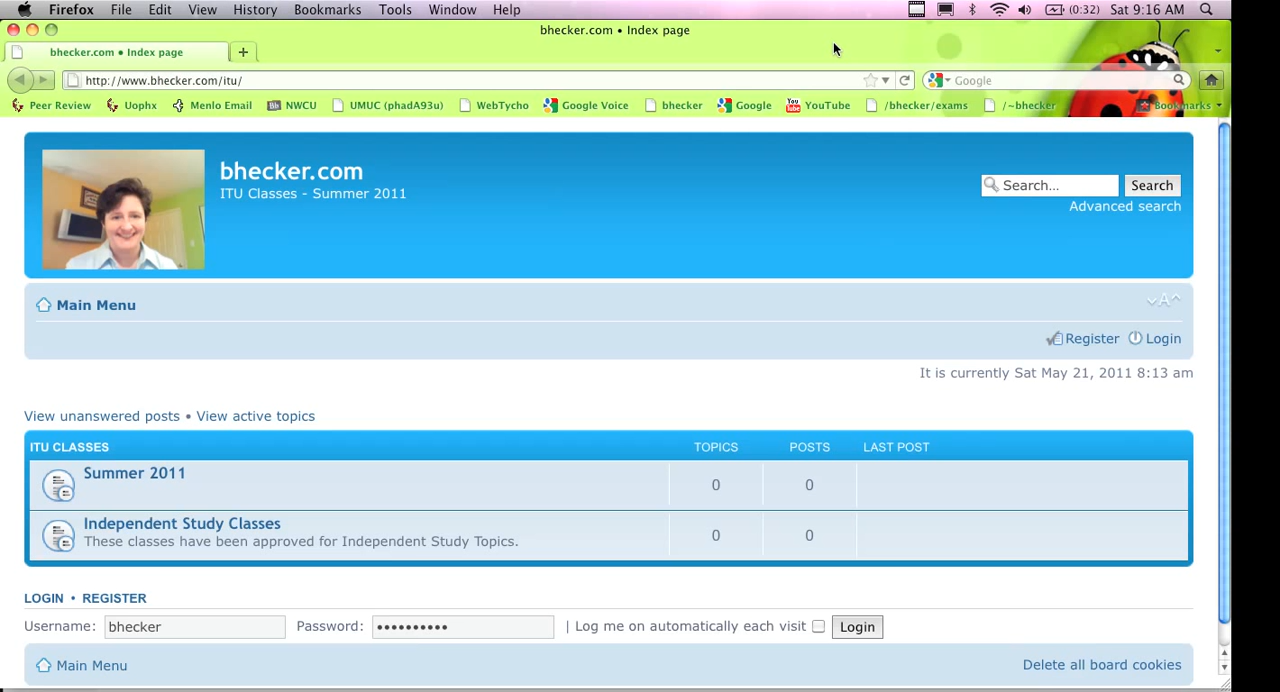 Firefox File Edit View History Bookmarks Tools Window Help (0:32) Sat 9:16 AM
bhecker.com • Index page
bhecker.com • Index page +
http://www.bhecker.com/itu/ Google
Peer Review Uophx Menlo Email Bb NWCU UMUC (phadA93u) WebTycho Google Voice bhecker Google You Tube YouTube /bhecker/exams /~bhecker Bookmarks
bhecker.com
ITU Classes - Summer 2011
Search... Search
Advanced search
Main Menu
A
Register Login
It is currently Sat May 21, 2011 8:13 am
View unanswered posts • View active topics
ITU CLASSES TOPICS POSTS LAST POST
Summer 2011 0 0
Independent Study Classes
These classes have been approved for Independent Study Topics. 0 0
LOGIN • REGISTER
Username: bhecker Password: •••••••••• | Log me on automatically each visit Login
Main Menu Delete all board cookies